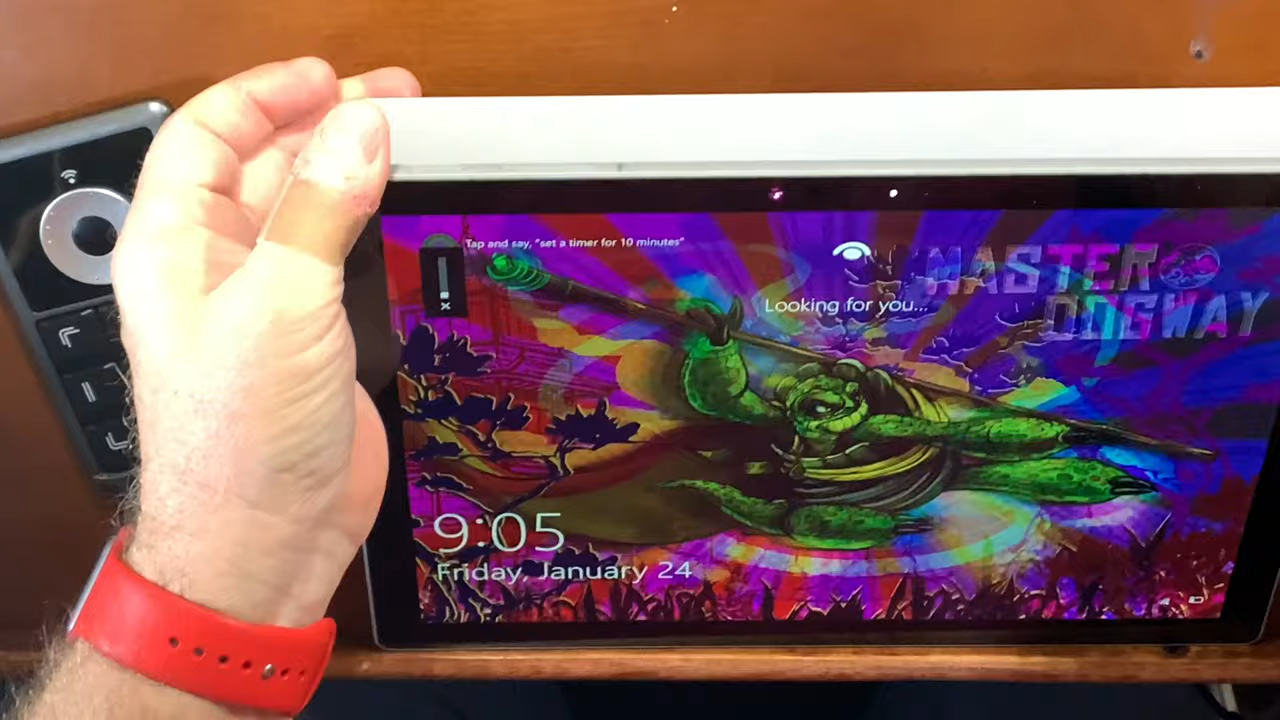 Tap and say, "set a timer for 10 minutes"
Looking for you...
MASTER
OOGWAY
9:05
Friday, January 24